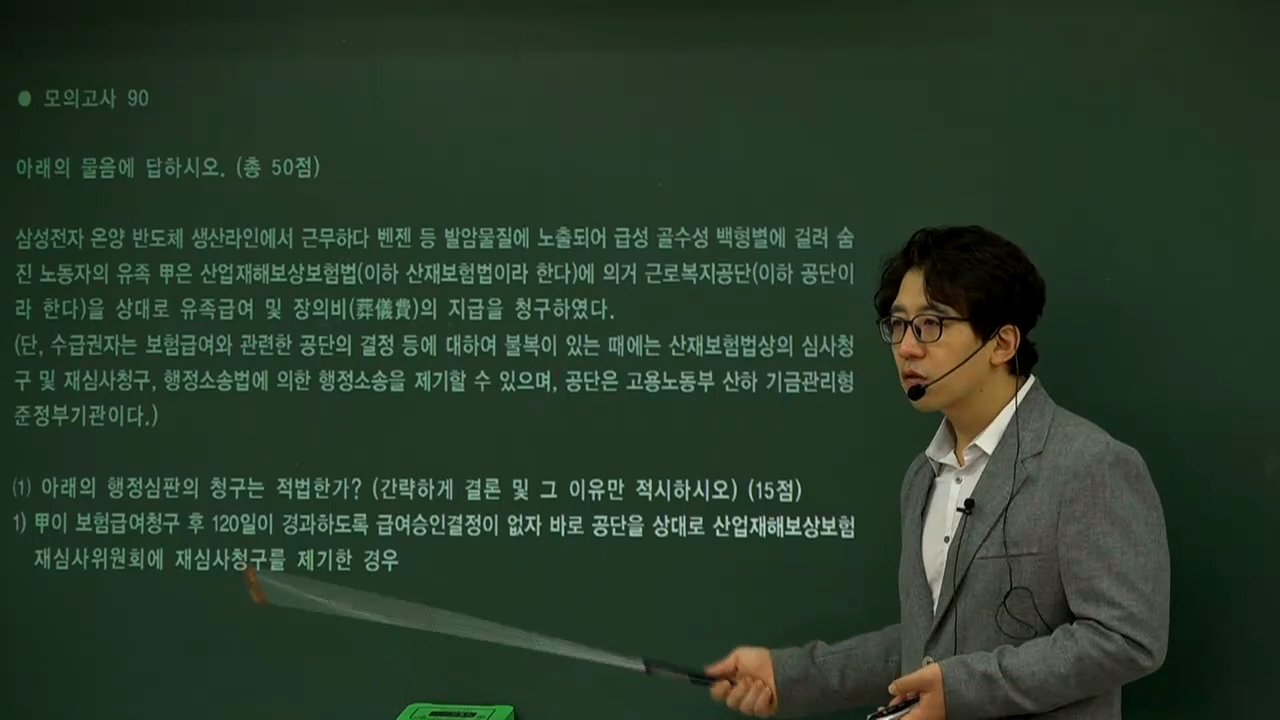 ● 모의고사 90
아래의 물음에 답하시오. (총 50점)
삼성전자 온양 반도체 생산라인에서 근무하다 벤젠 등 발암물질에 노출되어 급성 골수성 백형별에 걸려 숨
진 노동자의 유족 甲은 산업재해보상보험법(이하 산재보험법이라 한다)에 의거 근로복지공단(이하 공단이
라 한다)을 상대로 유족급여 및 장의비(葬儀費)의 지급을 청구하였다.
(단, 수급권자는 보험급여와 관련한 공단의 결정 등에 대하여 불복이 있는 때에는 산재보험법상의 심사청
구 및 재심사청구, 행정소송법에 의한 행정소송을 제기할 수 있으며, 공단은 고용노동부 산하 기금관리형
준정부기관이다.)
(1) 아래의 행정심판의 청구는 적법한가? (간략하게 결론 및 그 이유만 적시하시오) (15점)
1) 甲이 보험급여청구 후 120일이 경과하도록 급여승인결정이 없자 바로 공단을 상대로 산업재해보상보험
재심사위원회에 재심사청구를 제기한 경우